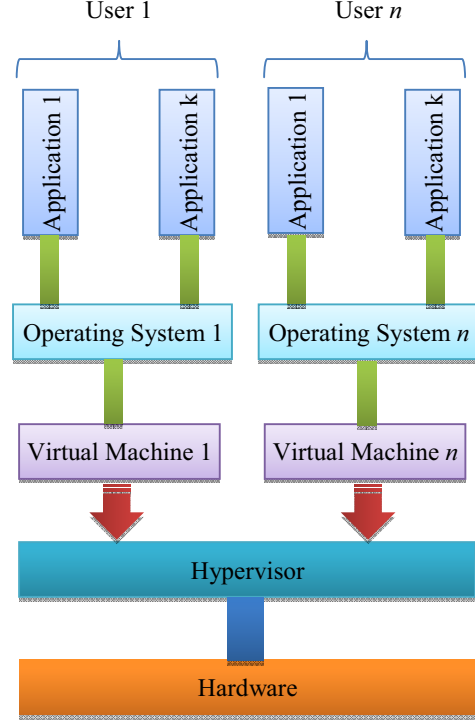 User 1
User n
Application 1
Application k
Application 1
Application k
Operating System 1
Operating System n
Virtual Machine 1
Virtual Machine n
Hypervisor
Hardware